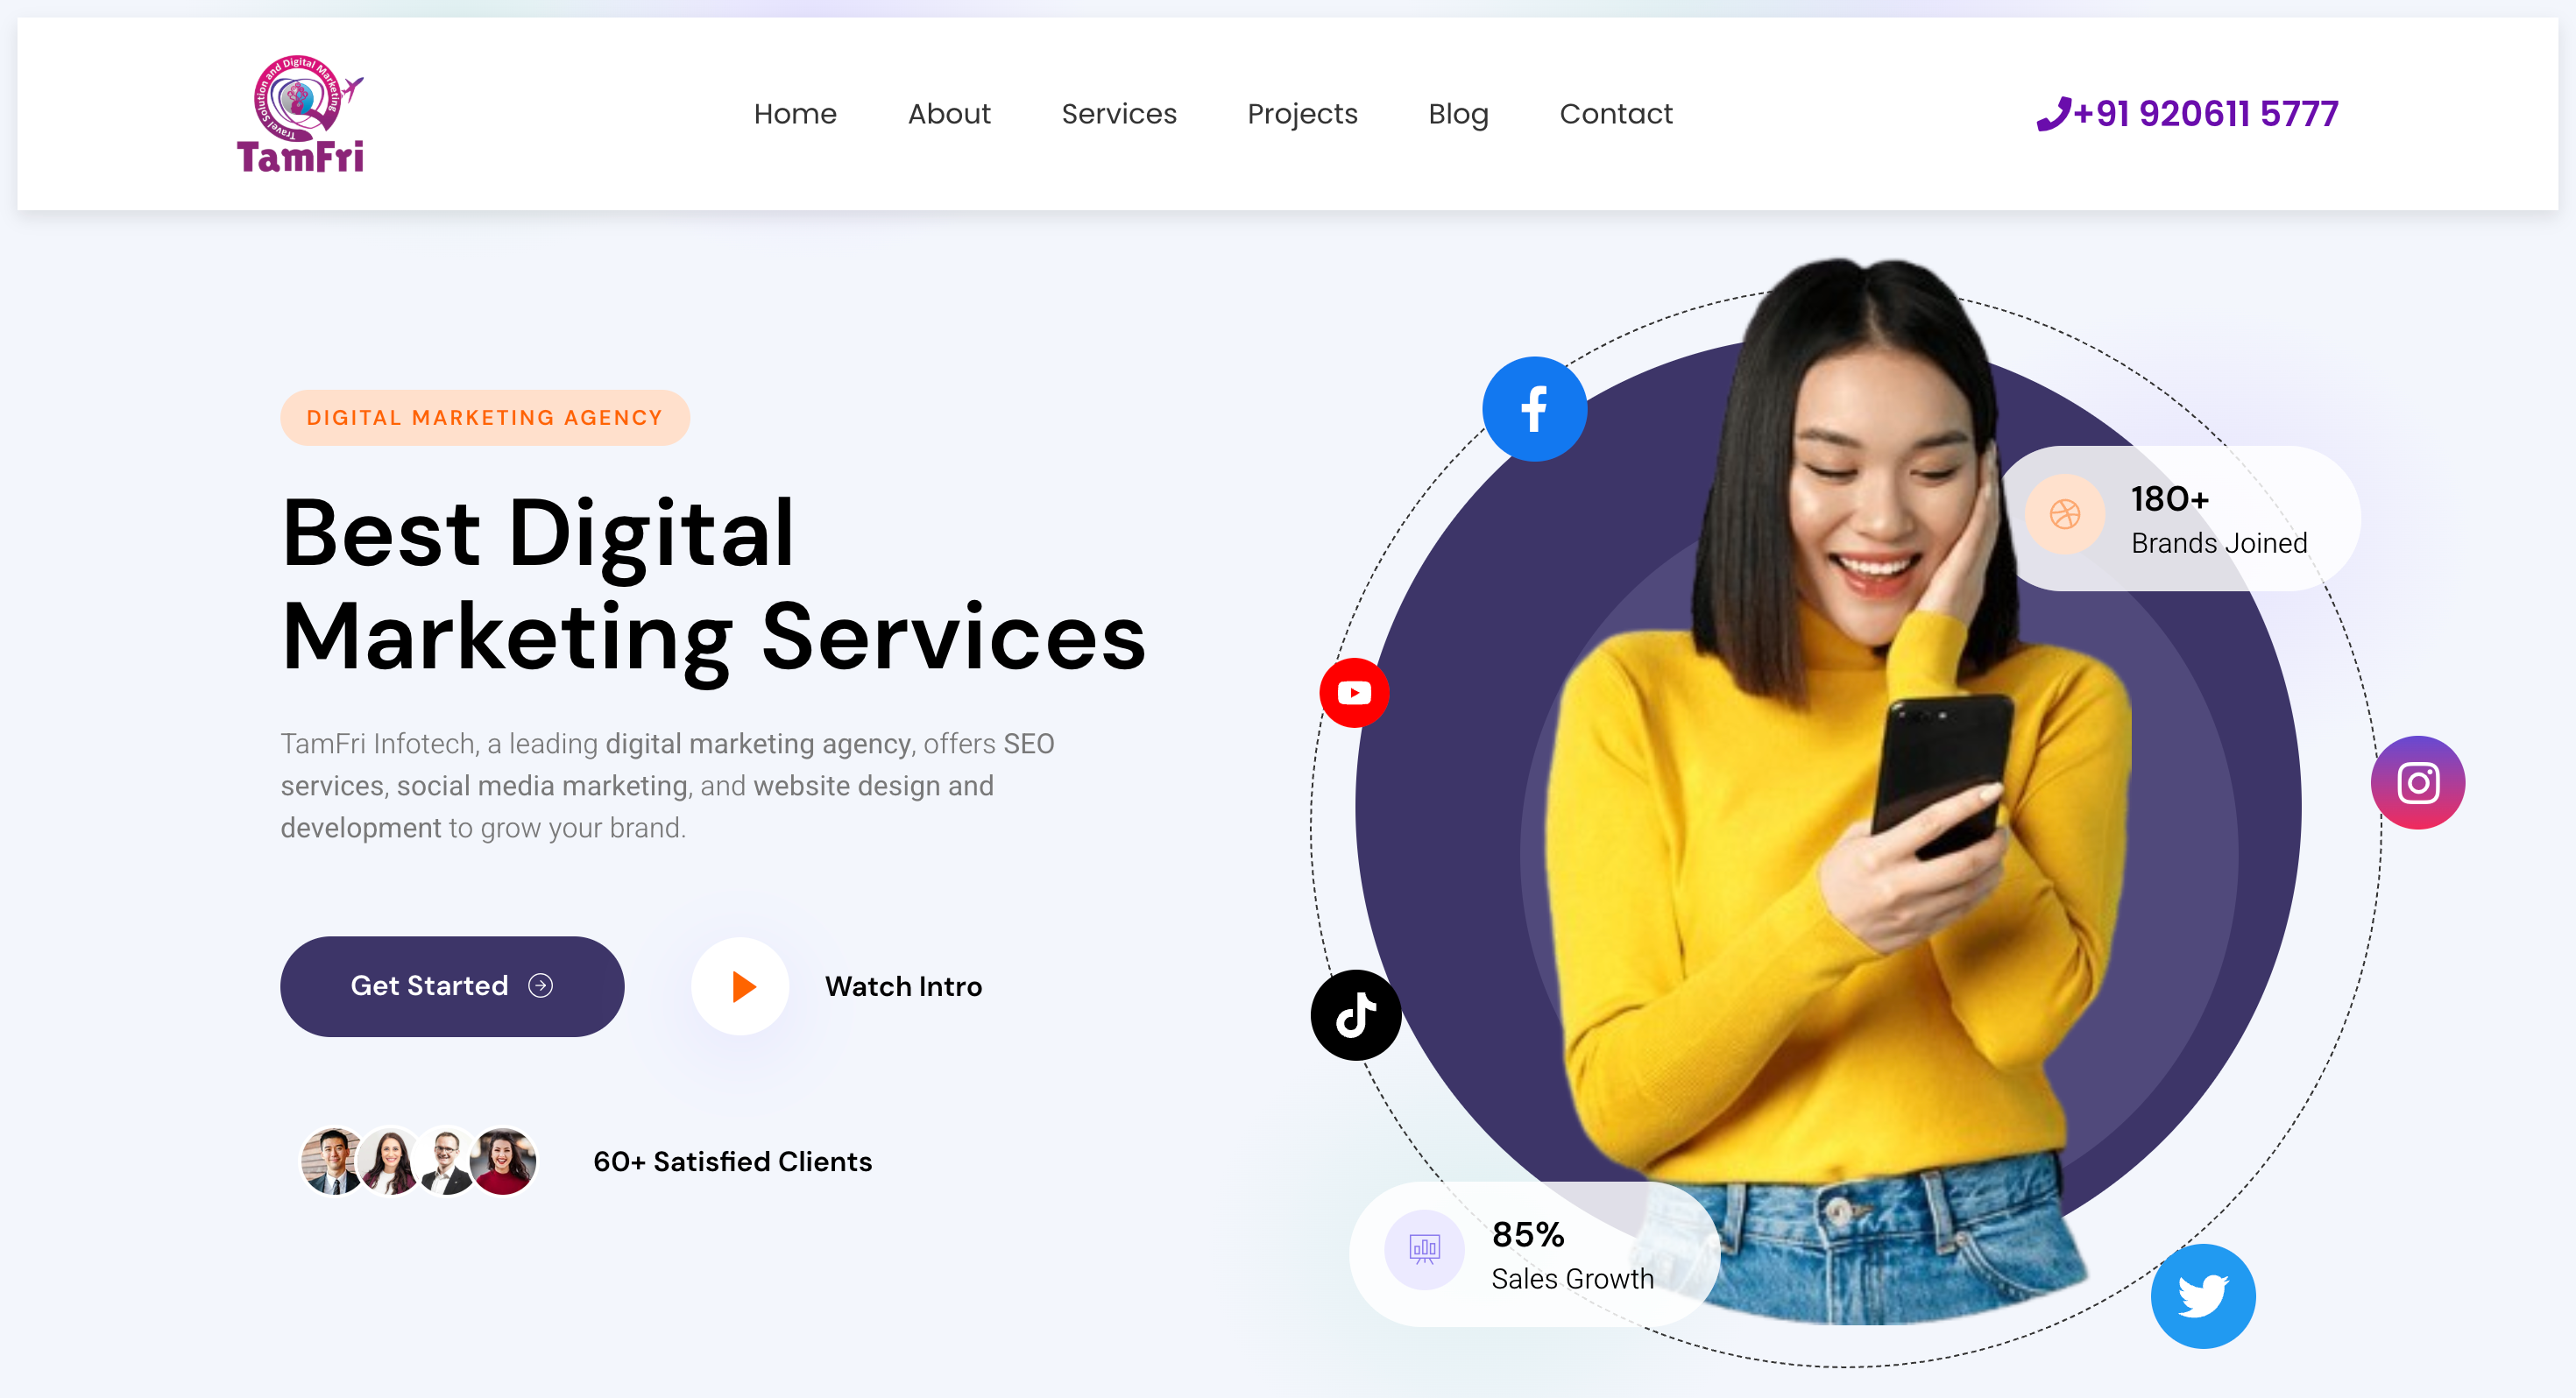 Travel Solution and Digital Marketing
TamFri
Home
About
Services
Projects
Blog
Contact
+91 920611 5777
DIGITAL MARKETING AGENCY
Best Digital
Marketing Services
TamFri Infotech, a leading digital marketing agency, offers SEO
services, social media marketing, and website design and
development to grow your brand.
Get Started
Watch Intro
60+ Satisfied Clients
180+
Brands Joined
85%
Sales Growth